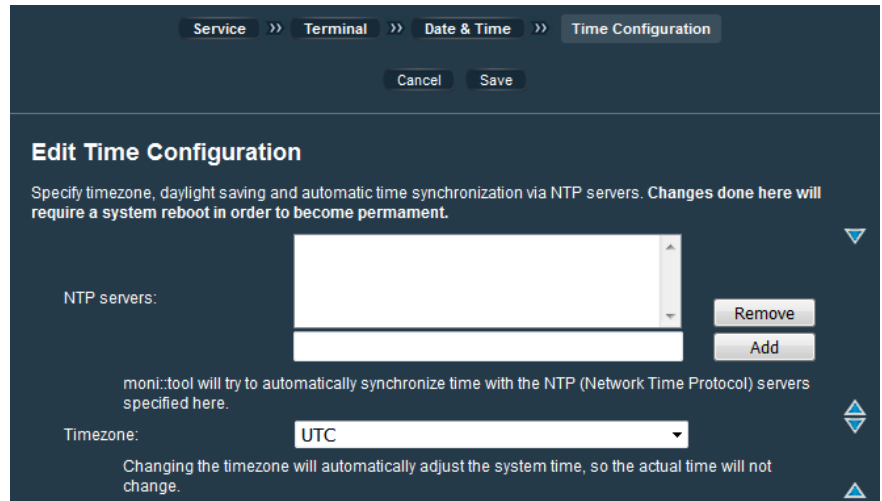 Service » Terminal » Date & Time » Time Configuration
Cancel Save
Edit Time Configuration
Specify timezone, daylight saving and automatic time synchronization via NTP servers. Changes done here will
require a system reboot in order to become permament.
NTP servers:
Remove
Add
moni::tool will try to automatically synchronize time with the NTP (Network Time Protocol) servers
specified here.
Timezone: UTC
Changing the timezone will automatically adjust the system time, so the actual time will not
change.